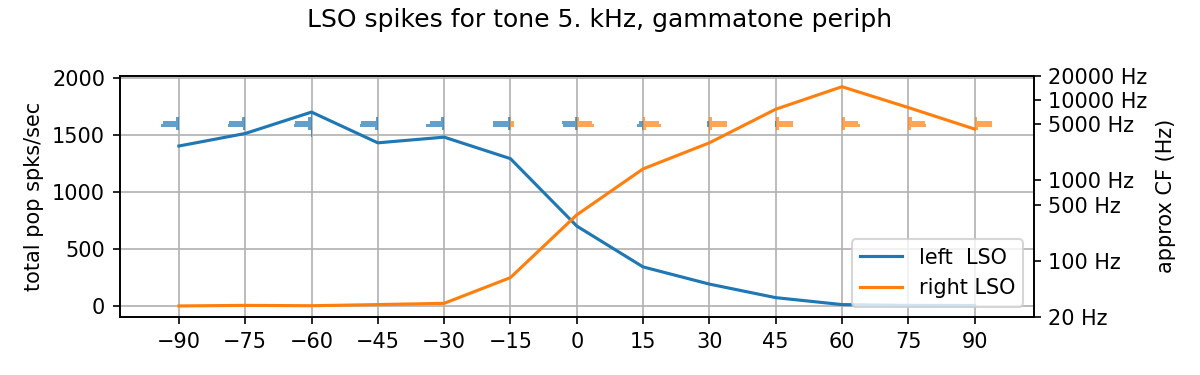 LSO spikes for tone 5. kHz, gammatone periph
total pop spks/sec
2000
1500
1000
500
0
20000 Hz
10000 Hz
5000 Hz
1000 Hz
500 Hz
100 Hz
20 Hz
approx CF (Hz)
left LSO
right LSO
−90 −75 −60 −45 −30 −15 0 15 30 45 60 75 90